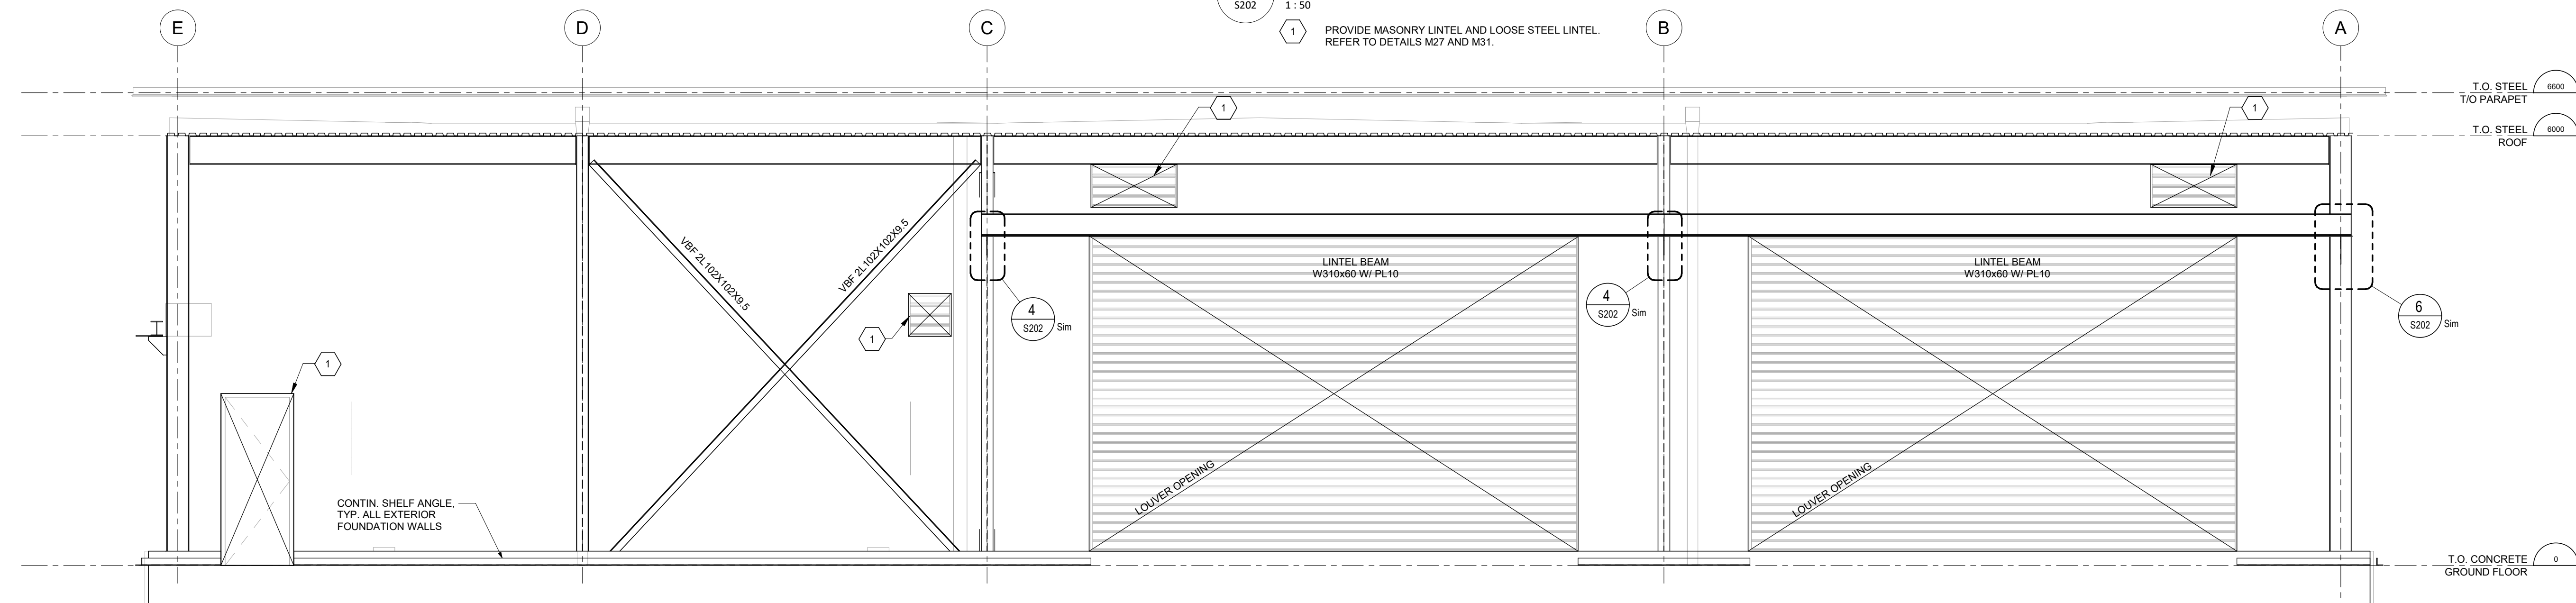 S202
1 : 50
1
PROVIDE MASONRY LINTEL AND LOOSE STEEL LINTEL.
REFER TO DETAILS M27 AND M31.
E
D
C
B
A
T.O. STEEL
6600
T/O PARAPET
T.O. STEEL
6000
ROOF
1
1
VBF 2L102X102X9.5
VBF 2L102X102X9.5
LINTEL BEAM
W310x60 W/ PL10
LINTEL BEAM
W310x60 W/ PL10
4
S202
Sim
4
S202
Sim
6
S202
Sim
1
1
LOUVER OPENING
LOUVER OPENING
CONTIN. SHELF ANGLE,
TYP. ALL EXTERIOR
FOUNDATION WALLS
T.O. CONCRETE
0
GROUND FLOOR